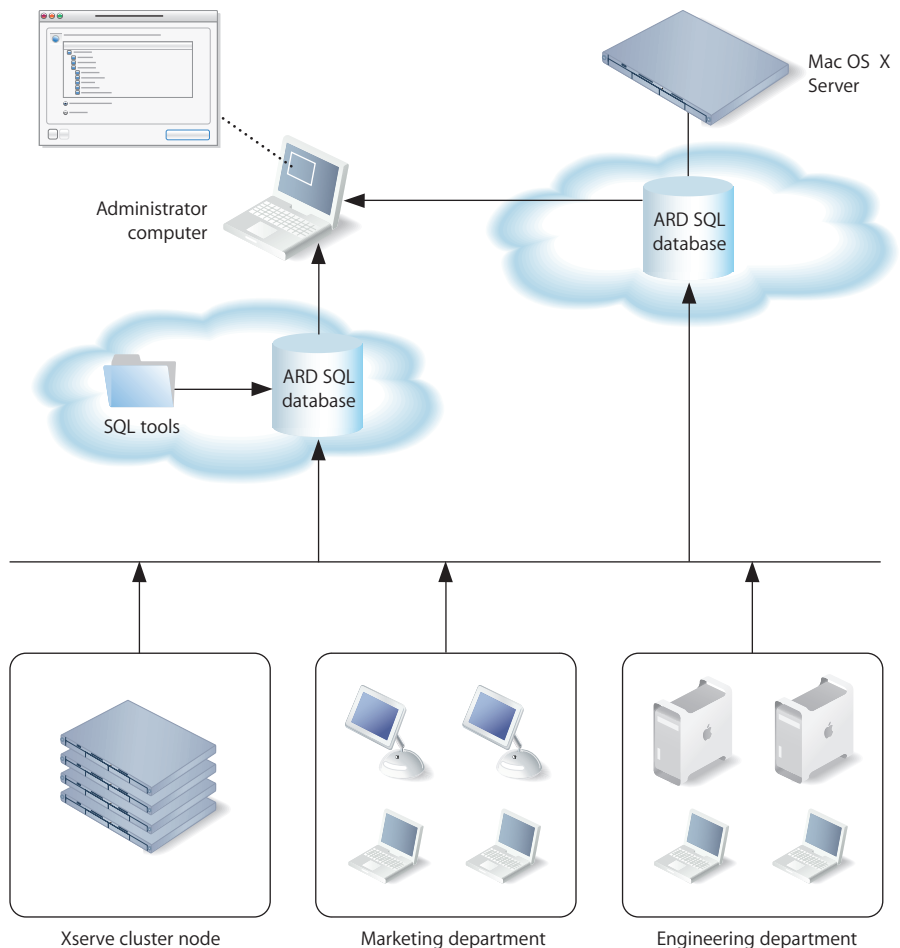 Mac OS X
Server
Administrator
computer
ARD SQL
database
ARD SQL
database
SQL tools
Xserve cluster node
Marketing department
Engineering department